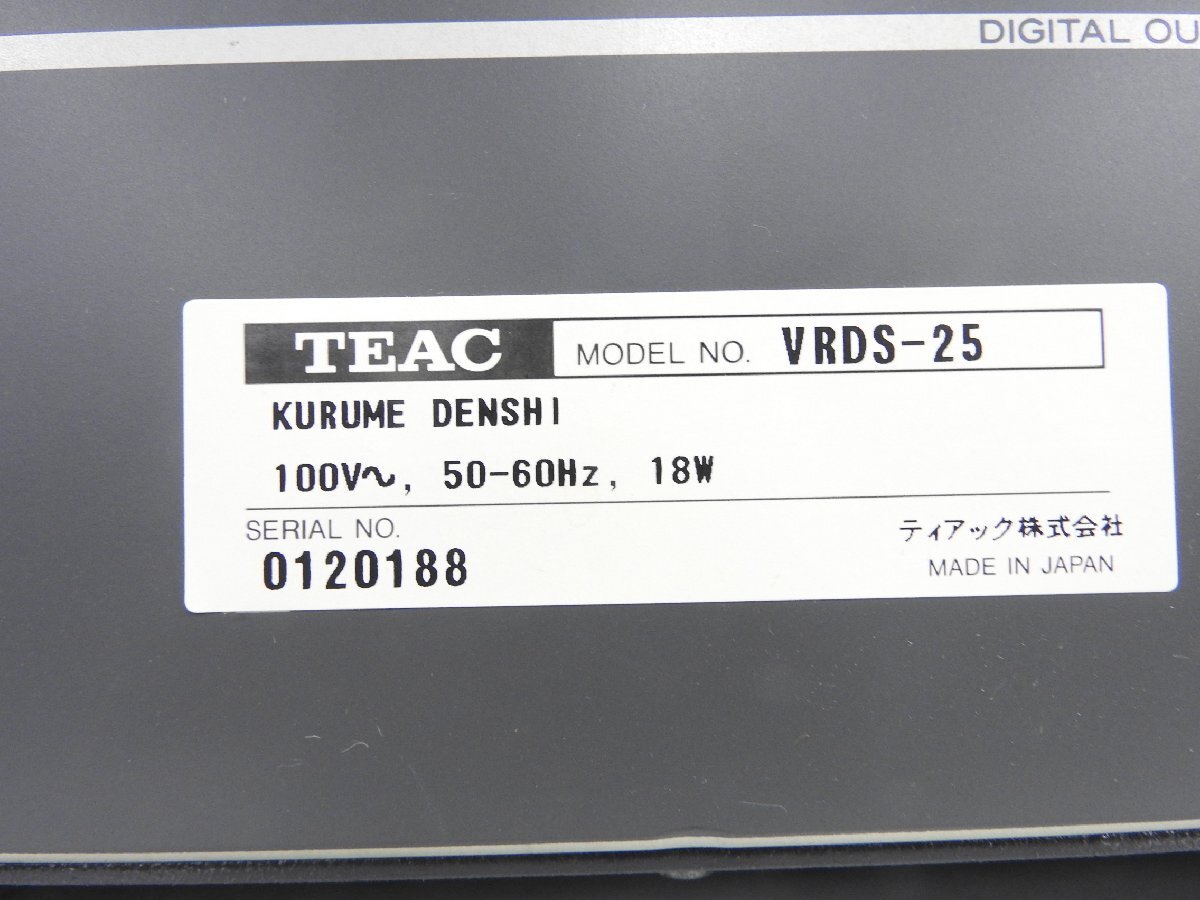 DIGITAL OU
TEAC MODEL NO. VRDS-25
KURUME DENSHI
100V～, 50-60Hz, 18W
SERIAL NO.
0120188
ティアック株式会社
MADE IN JAPAN